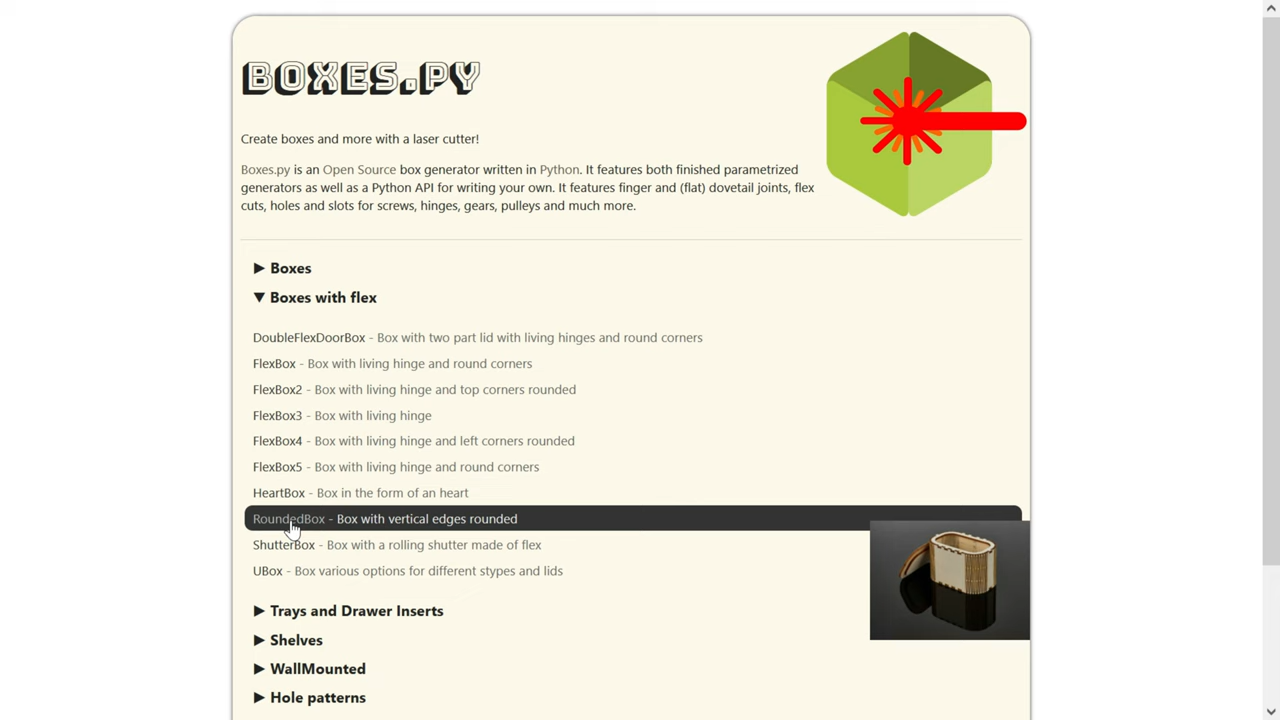 BOXES.PY
Create boxes and more with a laser cutter!
Boxes.py is an Open Source box generator written in Python. It features both finished parametrized
generators as well as a Python API for writing your own. It features finger and (flat) dovetail joints, flex
cuts, holes and slots for screws, hinges, gears, pulleys and much more.
▶ Boxes
▼ Boxes with flex
DoubleFlexDoorBox - Box with two part lid with living hinges and round corners
FlexBox - Box with living hinge and round corners
FlexBox2 - Box with living hinge and top corners rounded
FlexBox3 - Box with living hinge
FlexBox4 - Box with living hinge and left corners rounded
FlexBox5 - Box with living hinge and round corners
HeartBox - Box in the form of an heart
RoundedBox - Box with vertical edges rounded
ShutterBox - Box with a rolling shutter made of flex
UBox - Box various options for different stypes and lids
▶ Trays and Drawer Inserts
▶ Shelves
▶ WallMounted
▶ Hole patterns